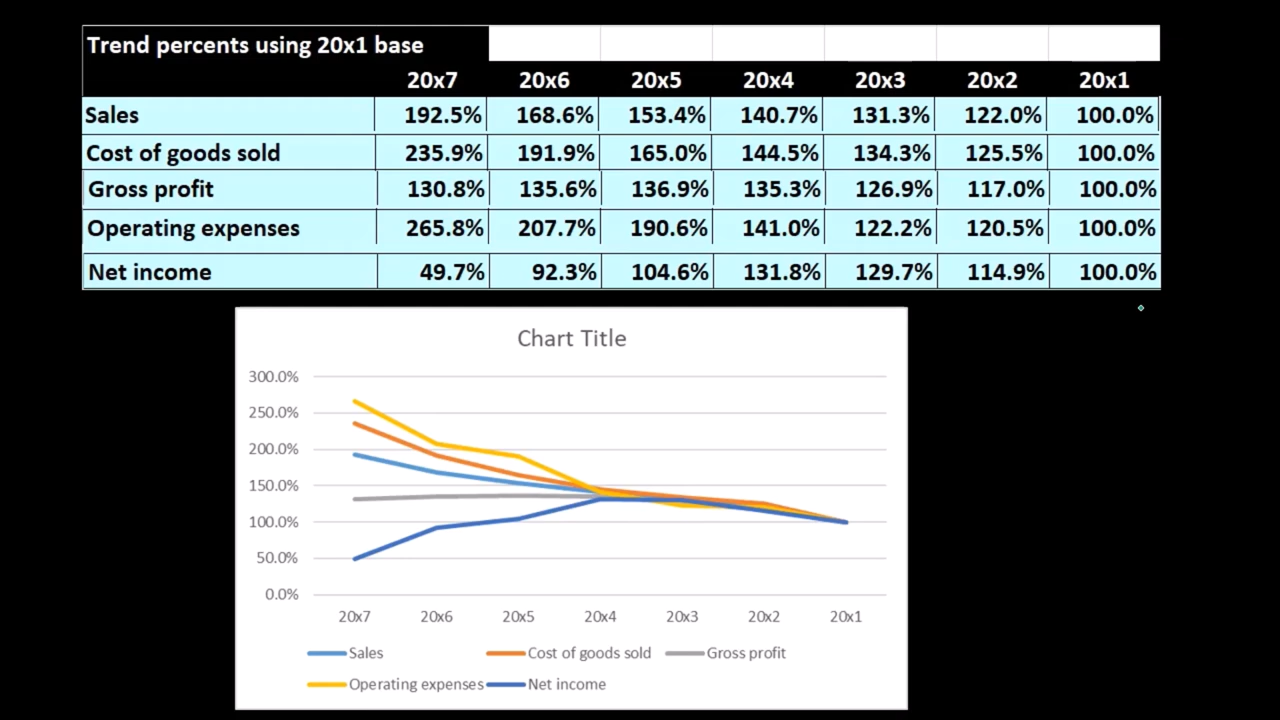 Trend percents using 20x1 base
20x7 20x6 20x5 20x4 20x3 20x2 20x1
Sales 192.5% 168.6% 153.4% 140.7% 131.3% 122.0% 100.0%
Cost of goods sold 235.9% 191.9% 165.0% 144.5% 134.3% 125.5% 100.0%
Gross profit 130.8% 135.6% 136.9% 135.3% 126.9% 117.0% 100.0%
Operating expenses 265.8% 207.7% 190.6% 141.0% 122.2% 120.5% 100.0%
Net income 49.7% 92.3% 104.6% 131.8% 129.7% 114.9% 100.0%
Chart Title
300.0%
250.0%
200.0%
150.0%
100.0%
50.0%
0.0%
20x7 20x6 20x5 20x4 20x3 20x2 20x1
Sales Cost of goods sold Gross profit
Operating expenses Net income